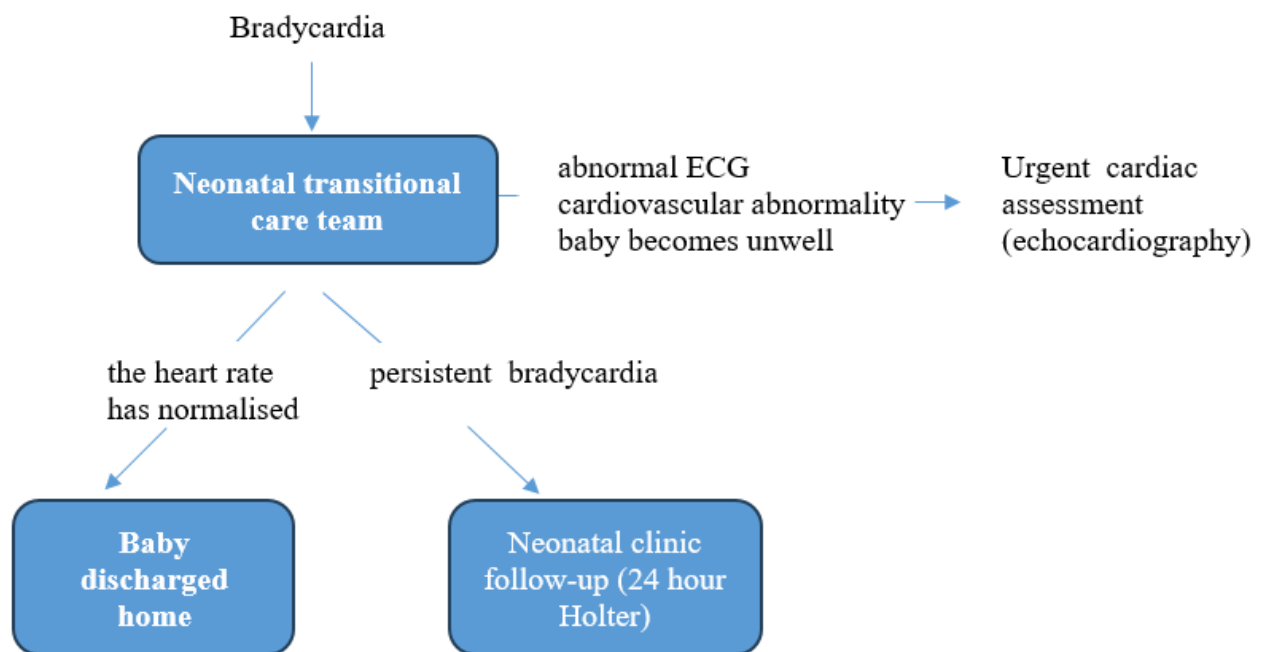 Bradycardia
Neonatal transitional
care team
abnormal ECG
cardiovascular abnormality
baby becomes unwell
Urgent cardiac
assessment
(echocardiography)
the heart rate
has normalised
persistent bradycardia
Baby
discharged
home
Neonatal clinic
follow-up (24 hour
Holter)